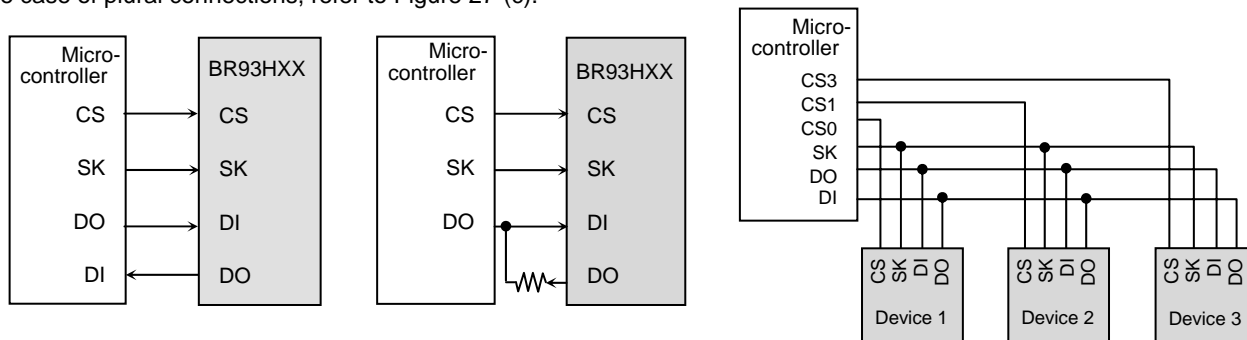 case of plural connections, refer to Figure 27 (c).
Micro-
controller
BR93HXX
CS
CS
SK
SK
DO
DI
DI
DO
Micro-
controller
BR93HXX
CS
CS
SK
SK
DO
DI
DO
Micro-
controller
CS3
CS1
CS0
SK
DO
DI
CS
SK
DI
DO
Device 1
CS
SK
DI
DO
Device 2
CS
SK
DI
DO
Device 3